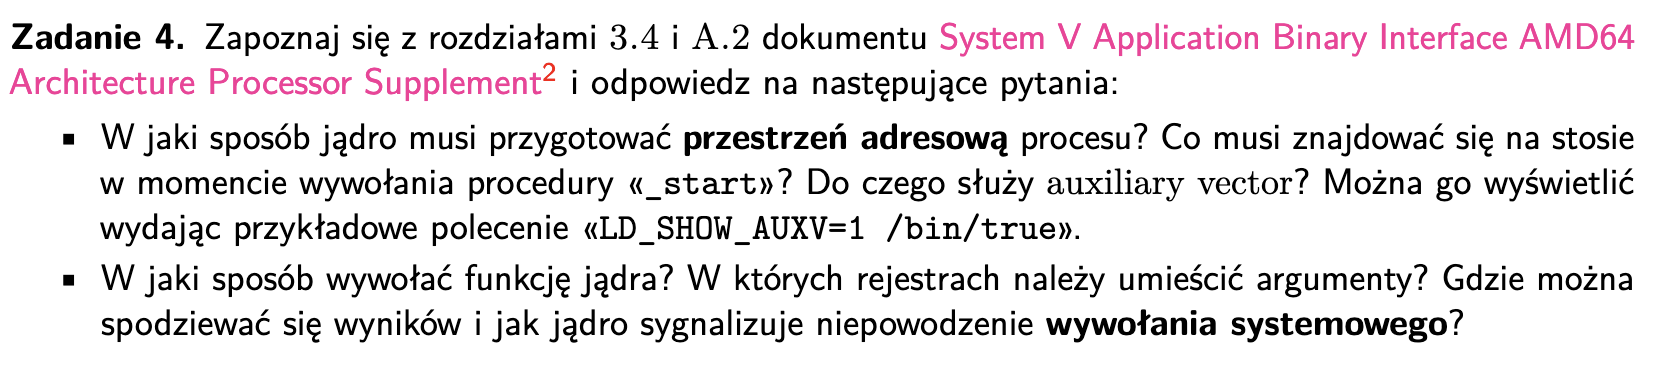 Zadanie 4. Zapoznaj się z rozdziałami 3.4 i A.2 dokumentu System V Application Binary Interface AMD64
Architecture Processor Supplement2 i odpowiedz na następujące pytania:
▪ W jaki sposób jądro musi przygotować przestrzeń adresową procesu? Co musi znajdować się na stosie
w momencie wywołania procedury «_start»? Do czego służy auxiliary vector? Można go wyświetlić
wydając przykładowe polecenie «LD_SHOW_AUXV=1 /bin/true».
▪ W jaki sposób wywołać funkcję jądra? W których rejestrach należy umieścić argumenty? Gdzie można
spodziewać się wyników i jak jądro sygnalizuje niepowodzenie wywołania systemowego?